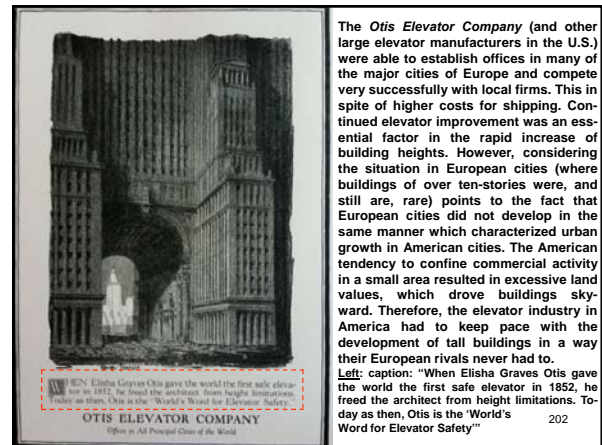 WHEN Elisha Graves Otis gave the world the first safe eleva-
tor in 1852, he freed the architect from height limitations.
Today as then, Otis is the "World's Word for Elevator Safety."
OTIS ELEVATOR COMPANY
Offices in All Principal Cities of the World
The Otis Elevator Company (and other
large elevator manufacturers in the U.S.)
were able to establish offices in many of
the major cities of Europe and compete
very successfully with local firms. This in
spite of higher costs for shipping. Con-
tinued elevator improvement was an ess-
ential factor in the rapid increase of
building heights. However, considering
the situation in European cities (where
buildings of over ten-stories were, and
still are, rare) points to the fact that
European cities did not develop in the
same manner which characterized urban
growth in American cities. The American
tendency to confine commercial activity
in a small area resulted in excessive land
values, which drove buildings sky-
ward. Therefore, the elevator industry in
America had to keep pace with the
development of tall buildings in a way
their European rivals never had to.
Left: caption: “When Elisha Graves Otis gave
the world the first safe elevator in 1852, he
freed the architect from height limitations. To-
day as then, Otis is the ‘World’s
Word for Elevator Safety’”
202